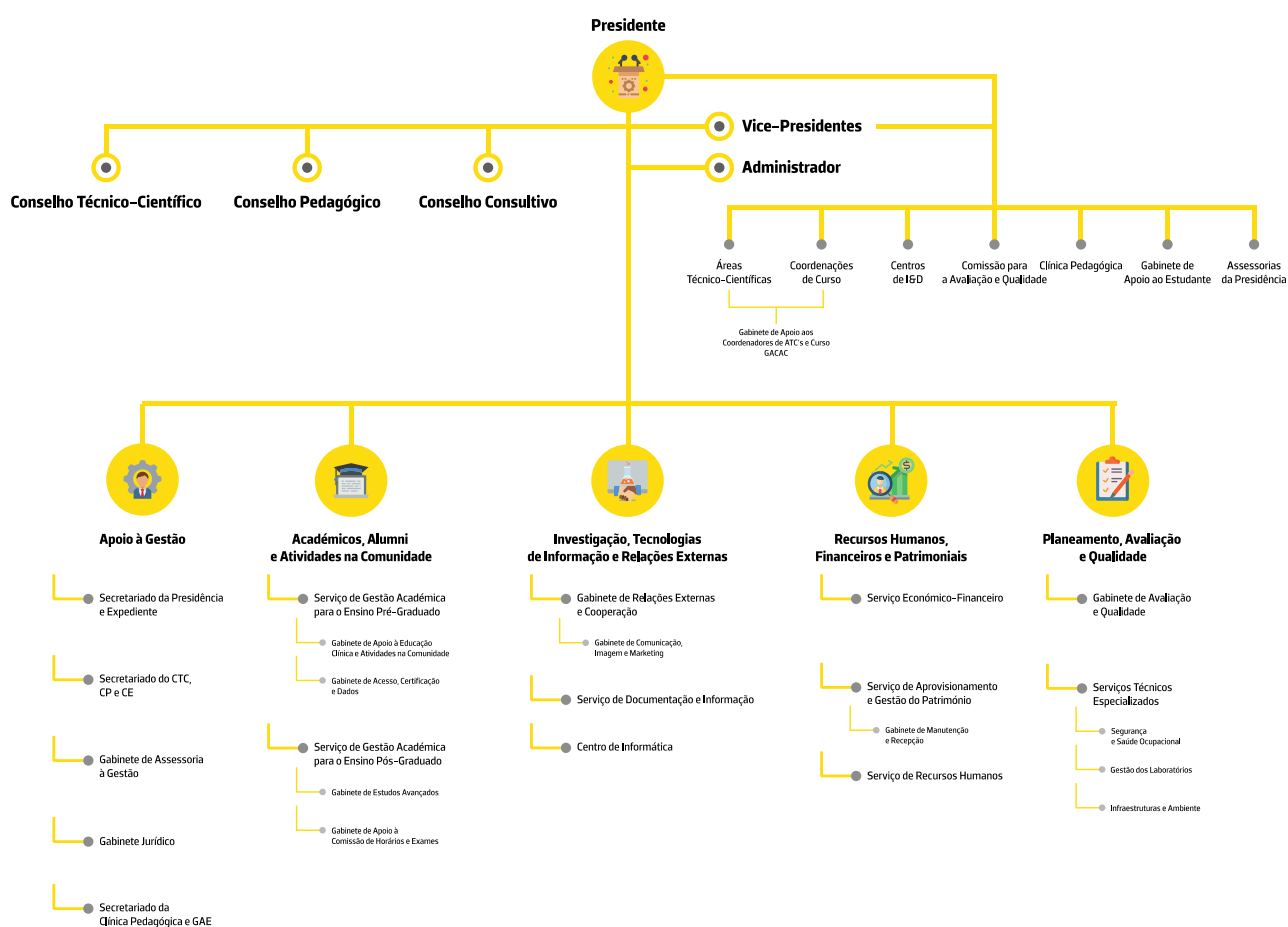 Presidente
Vice-Presidentes
Administrador
Conselho Técnico-Científico
Conselho Pedagógico
Conselho Consultivo
Áreas
Técnico-Científicas
Coordenações
de Curso
Centros
de I&D
Comissão para
a Avaliação e Qualidade
Clínica Pedagógica
Gabinete de
Apoio ao Estudante
Assessorias
da Presidência
Gabinete de Apoio aos
Coordenadores de ATC's e Curso
GACAC
Apoio à Gestão
Secretariado da Presidência
e Expediente
Secretariado do CTC,
CP e CE
Gabinete de Assessoria
à Gestão
Gabinete Jurídico
Secretariado da
Clínica Pedagógica e GAE
Académicos, Alumni
e Atividades na Comunidade
Serviço de Gestão Académica
para o Ensino Pré-Graduado
Gabinete de Apoio à Educação
Clínica e Atividades na Comunidade
Gabinete de Acesso, Certificação
e Dados
Serviço de Gestão Académica
para o Ensino Pós-Graduado
Gabinete de Estudos Avançados
Gabinete de Apoio à
Comissão de Horários e Exames
Investigação, Tecnologias
de Informação e Relações Externas
Gabinete de Relações Externas
e Cooperação
Gabinete de Comunicação,
Imagem e Marketing
Serviço de Documentação e Informação
Centro de Informática
Recursos Humanos,
Financeiros e Patrimoniais
Serviço Económico-Financeiro
Serviço de Aprovisionamento
e Gestão do Património
Gabinete de Manutenção
e Recepção
Serviço de Recursos Humanos
Planeamento, Avaliação
e Qualidade
Gabinete de Avaliação
e Qualidade
Serviços Técnicos
Especializados
Segurança
e Saúde Ocupacional
Gestão dos Laboratórios
Infraestruturas e Ambiente